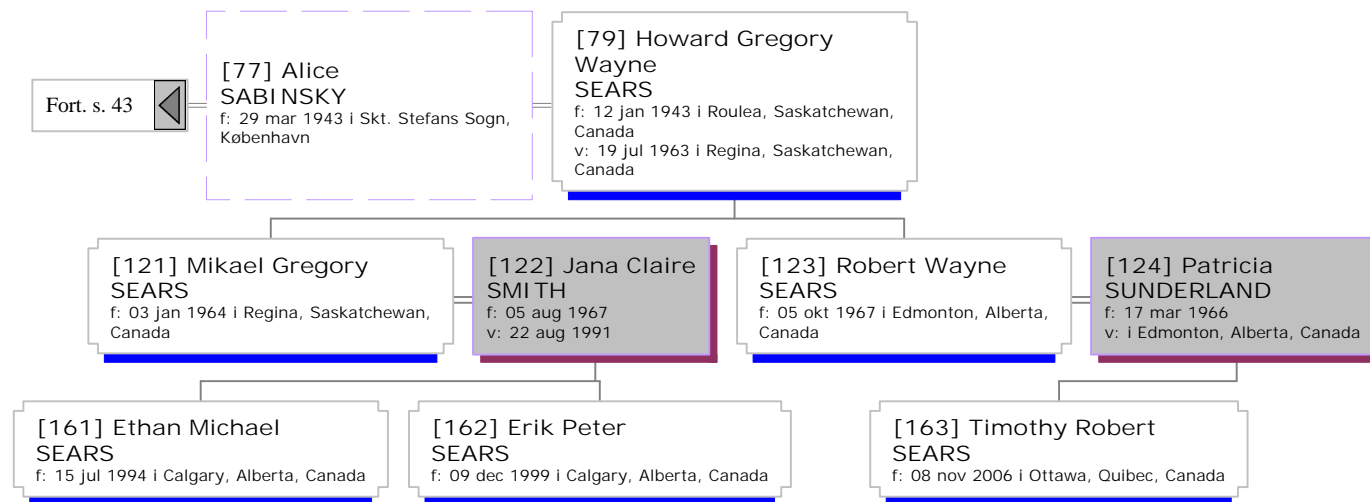 Fort. s. 43
[77] Alice
SABINSKY
f: 29 mar 1943 i Skt. Stefans Sogn,
København
[79] Howard Gregory
Wayne
SEARS
f: 12 jan 1943 i Roulea, Saskatchewan,
Canada
v: 19 jul 1963 i Regina, Saskatchewan,
Canada
[121] Mikael Gregory
SEARS
f: 03 jan 1964 i Regina, Saskatchewan,
Canada
[122] Jana Claire
SMITH
f: 05 aug 1967
v: 22 aug 1991
[123] Robert Wayne
SEARS
f: 05 okt 1967 i Edmonton, Alberta,
Canada
[124] Patricia
SUNDERLAND
f: 17 mar 1966
v: i Edmonton, Alberta, Canada
[161] Ethan Michael
SEARS
f: 15 jul 1994 i Calgary, Alberta, Canada
[162] Erik Peter
SEARS
f: 09 dec 1999 i Calgary, Alberta, Canada
[163] Timothy Robert
SEARS
f: 08 nov 2006 i Ottawa, Quibec, Canada